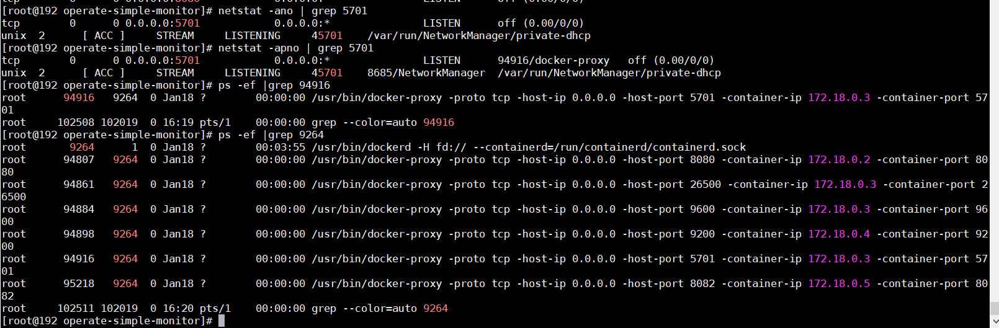 [root@192 operate-simple-monitor]# netstat -ano | grep 5701
tcp        0      0 0.0.0.0:5701            0.0.0.0:*               LISTEN      off (0.00/0/0)
unix  2      [ ACC ]     STREAM     LISTENING     45701    /var/run/NetworkManager/private-dhcp
[root@192 operate-simple-monitor]# netstat -apno | grep 5701
tcp        0      0 0.0.0.0:5701            0.0.0.0:*               LISTEN      94916/docker-proxy   off (0.00/0/0)
unix  2      [ ACC ]     STREAM     LISTENING     45701    8685/NetworkManager  /var/run/NetworkManager/private-dhcp
[root@192 operate-simple-monitor]# ps -ef |grep 94916
root      94916   9264  0 Jan18 ?        00:00:00 /usr/bin/docker-proxy -proto tcp -host-ip 0.0.0.0 -host-port 5701 -container-ip 172.18.0.3 -container-port 57
01
root     102508 102019  0 16:19 pts/1    00:00:00 grep --color=auto 94916
[root@192 operate-simple-monitor]# ps -ef |grep 9264
root       9264      1  0 Jan18 ?        00:03:55 /usr/bin/dockerd -H fd:// --containerd=/run/containerd/containerd.sock
root      94807   9264  0 Jan18 ?        00:00:00 /usr/bin/docker-proxy -proto tcp -host-ip 0.0.0.0 -host-port 8080 -container-ip 172.18.0.2 -container-port 80
80
root      94861   9264  0 Jan18 ?        00:00:00 /usr/bin/docker-proxy -proto tcp -host-ip 0.0.0.0 -host-port 26500 -container-ip 172.18.0.3 -container-port 2
6500
root      94884   9264  0 Jan18 ?        00:00:00 /usr/bin/docker-proxy -proto tcp -host-ip 0.0.0.0 -host-port 9600 -container-ip 172.18.0.3 -container-port 96
00
root      94898   9264  0 Jan18 ?        00:00:00 /usr/bin/docker-proxy -proto tcp -host-ip 0.0.0.0 -host-port 9200 -container-ip 172.18.0.4 -container-port 92
00
root      94916   9264  0 Jan18 ?        00:00:00 /usr/bin/docker-proxy -proto tcp -host-ip 0.0.0.0 -host-port 5701 -container-ip 172.18.0.3 -container-port 57
01
root      95218   9264  0 Jan18 ?        00:00:00 /usr/bin/docker-proxy -proto tcp -host-ip 0.0.0.0 -host-port 8082 -container-ip 172.18.0.5 -container-port 80
82
root     102511 102019  0 16:20 pts/1    00:00:00 grep --color=auto 9264
[root@192 operate-simple-monitor]#